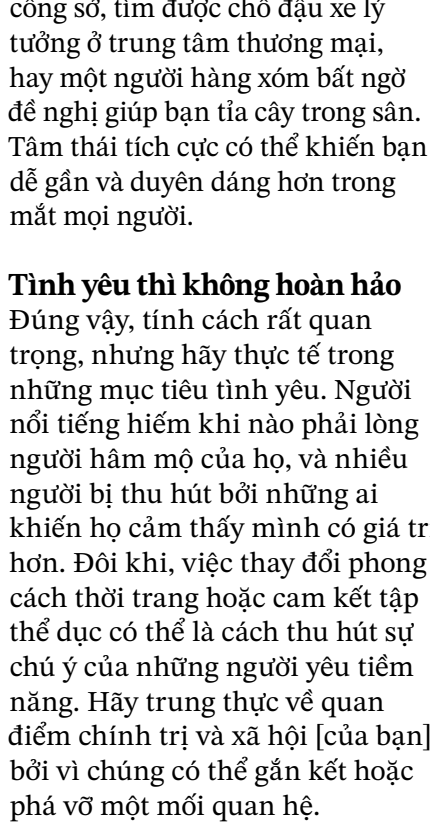 công sở, tìm được chỗ đậu xe lý
tưởng ở trung tâm thương mại,
hay một người hàng xóm bất ngờ
đề nghị giúp bạn tỉa cây trong sân.
Tâm thái tích cực có thể khiến bạn
dễ gần và duyên dáng hơn trong
mắt mọi người.

Tình yêu thì không hoàn hảo
Đúng vậy, tính cách rất quan
trọng, nhưng hãy thực tế trong
những mục tiêu tình yêu. Người
nổi tiếng hiếm khi nào phải lòng
người hâm mộ của họ, và nhiều
người bị thu hút bởi những ai
khiến họ cảm thấy mình có giá tr
hơn. Đôi khi, việc thay đổi phong
cách thời trang hoặc cam kết tập
thể dục có thể là cách thu hút sự
chú ý của những người yêu tiềm
năng. Hãy trung thực về quan
điểm chính trị và xã hội [của bạn]
bởi vì chúng có thể gắn kết hoặc
phá vỡ một mối quan hệ.